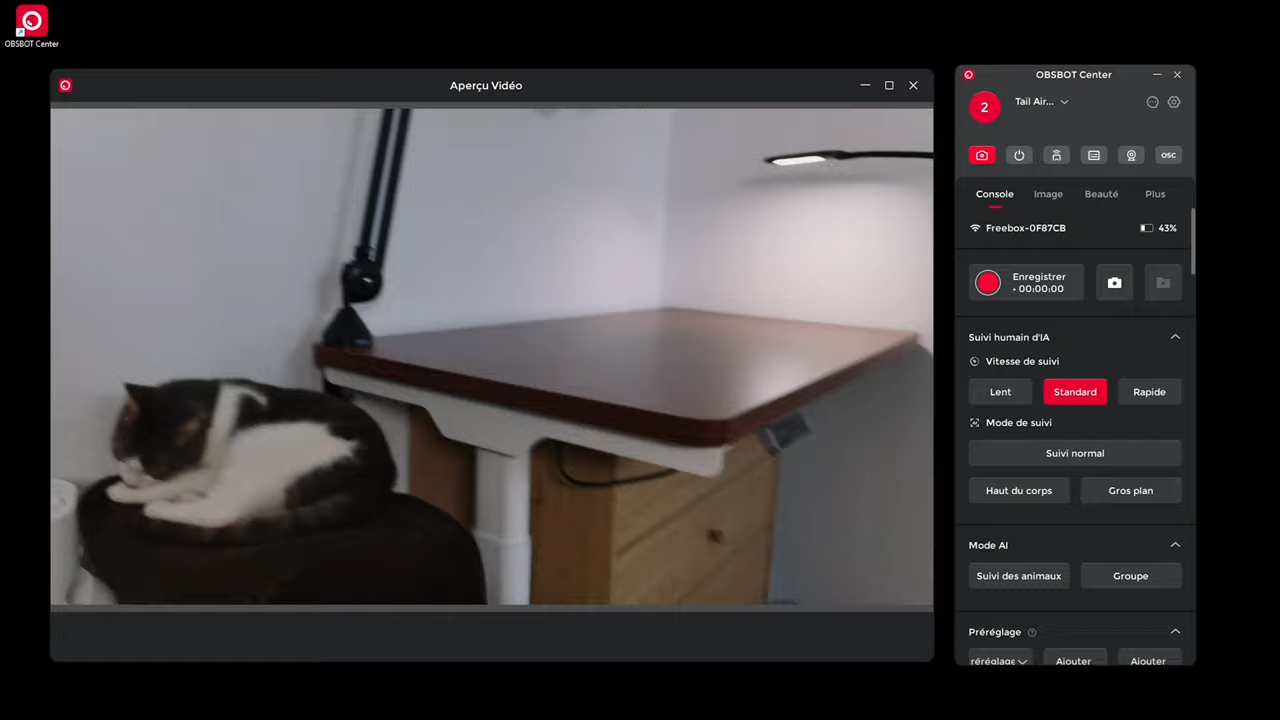 OBSBOT Center
Aperçu Vidéo
OBSBOT Center
2
Tail Air...
OSC
Console
Image
Beauté
Plus
Freebox-0F87CB
43%
Enregistrer
• 00:00:00
Suivi humain d'IA
Vitesse de suivi
Lent
Standard
Rapide
Mode de suivi
Suivi normal
Haut du corps
Gros plan
Mode AI
Suivi des animaux
Groupe
Préréglage
réréglage
Ajouter
Ajouter